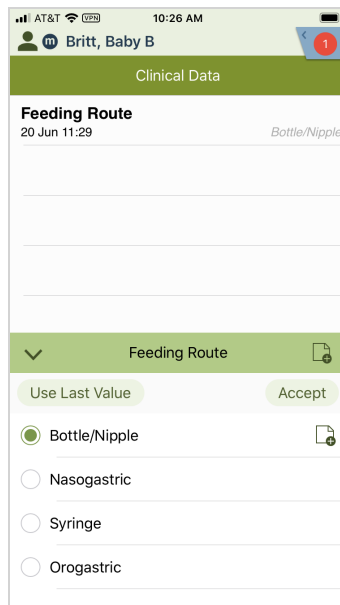 AT&T VPN 10:26 AM
m Britt, Baby B 1
Clinical Data
Feeding Route
20 Jun 11:29 Bottle/Nipple
Feeding Route
Use Last Value Accept
Bottle/Nipple
Nasogastric
Syringe
Orogastric